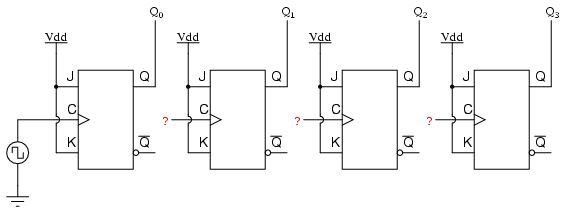 Q0 Q1 Q2 Q3
Vdd Vdd Vdd Vdd
J Q J Q J Q J Q
C ? C ? C ? C
K Q̅ K Q̅ K Q̅ K Q̅